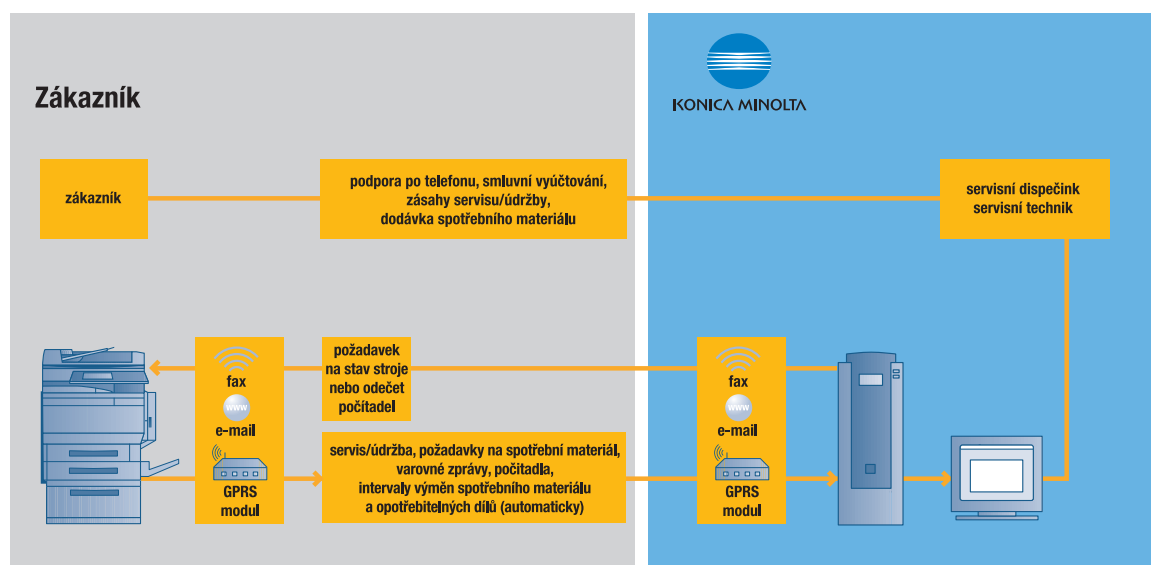 Zákazník
KONICA MINOLTA
zákazník
podpora po telefonu, smluvní vyúčtování,
zásahy servisu/údržby,
dodávka spotřebního materiálu
servisní dispečink
servisní technik
fax
www
e-mail
GPRS
modul
požadavek
na stav stroje
nebo odečet
počítadel
servis/údržba, požadavky na spotřební materiál,
varovné zprávy, počitadla,
intervaly výměn spotřebního materiálu
a opotřebitelných dílů (automaticky)
fax
www
e-mail
GPRS
modul